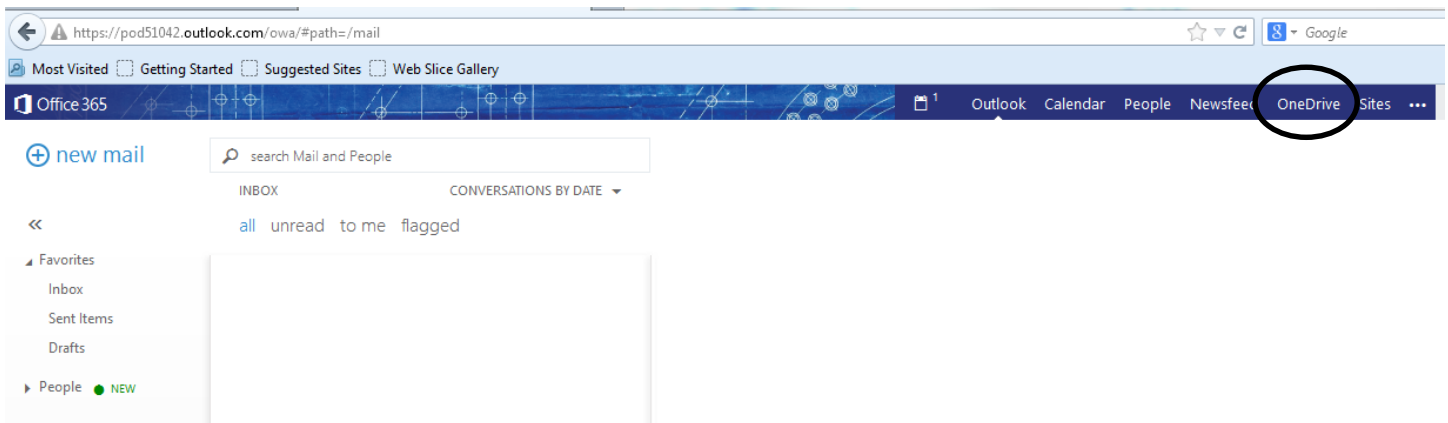 https://pod51042.outlook.com/owa/#path=/mail
Google
Most Visited Getting Started Suggested Sites Web Slice Gallery
Office 365 1 Outlook Calendar People Newsfeed OneDrive Sites •••
new mail search Mail and People
INBOX CONVERSATIONS BY DATE
all unread to me flagged
Favorites
Inbox
Sent Items
Drafts
People NEW